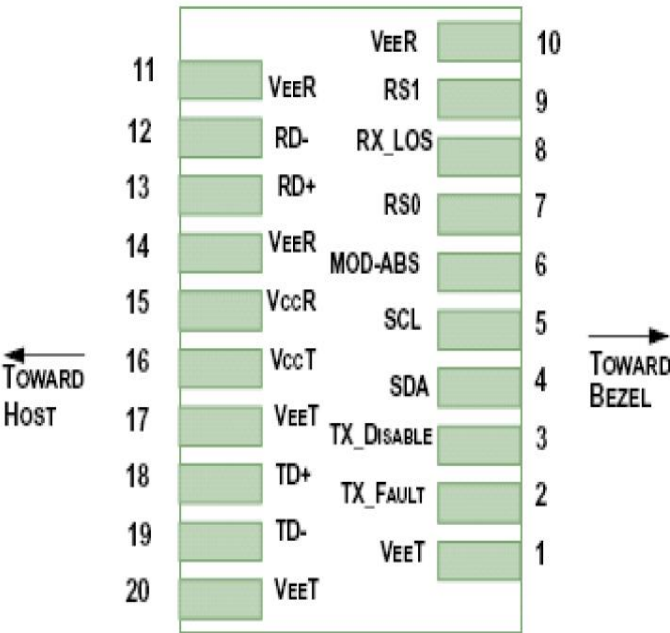 VEER 10
11 VEER
RS1 9
12 RD-
RX_LOS 8
13 RD+
RS0 7
14 VEER
MOD-ABS 6
15 VCCR
SCL 5
16 VCCT
TOWARD HOST
TOWARD BEZEL
SDA 4
17 VEET
TX_DISABLE 3
18 TD+
TX_FAULT 2
19 TD-
VEET 1
20 VEET